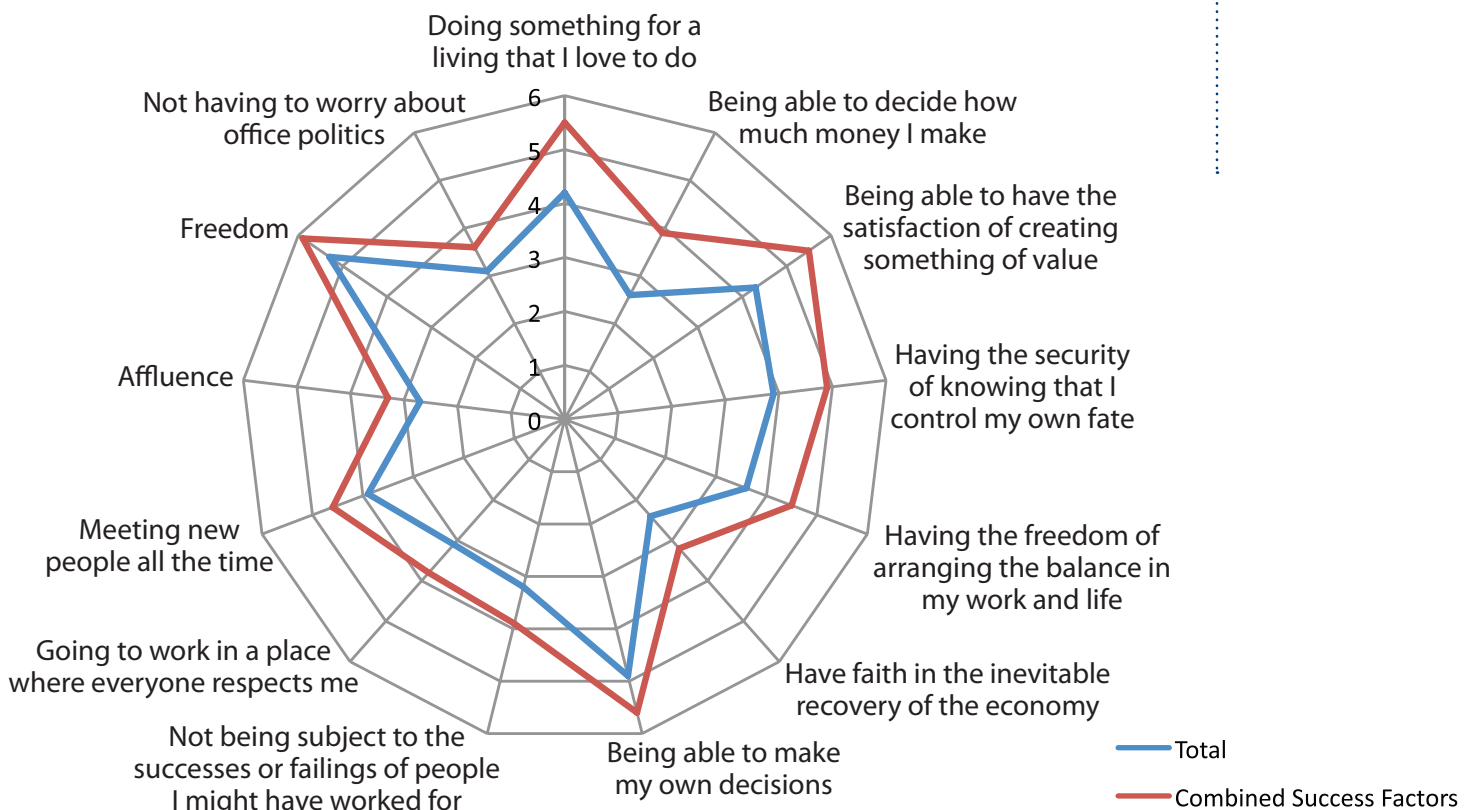 Doing something for a
living that I love to do
Being able to decide how
much money I make
Being able to have the
satisfaction of creating
something of value
Having the security
of knowing that I
control my own fate
Having the freedom of
arranging the balance in
my work and life
Have faith in the inevitable
recovery of the economy
Being able to make
my own decisions
Not being subject to the
successes or failings of people
I might have worked for
Going to work in a place
where everyone respects me
Meeting new
people all the time
Affluence
Freedom
Not having to worry about
office politics
6
5
4
3
2
1
0
Total
Combined Success Factors